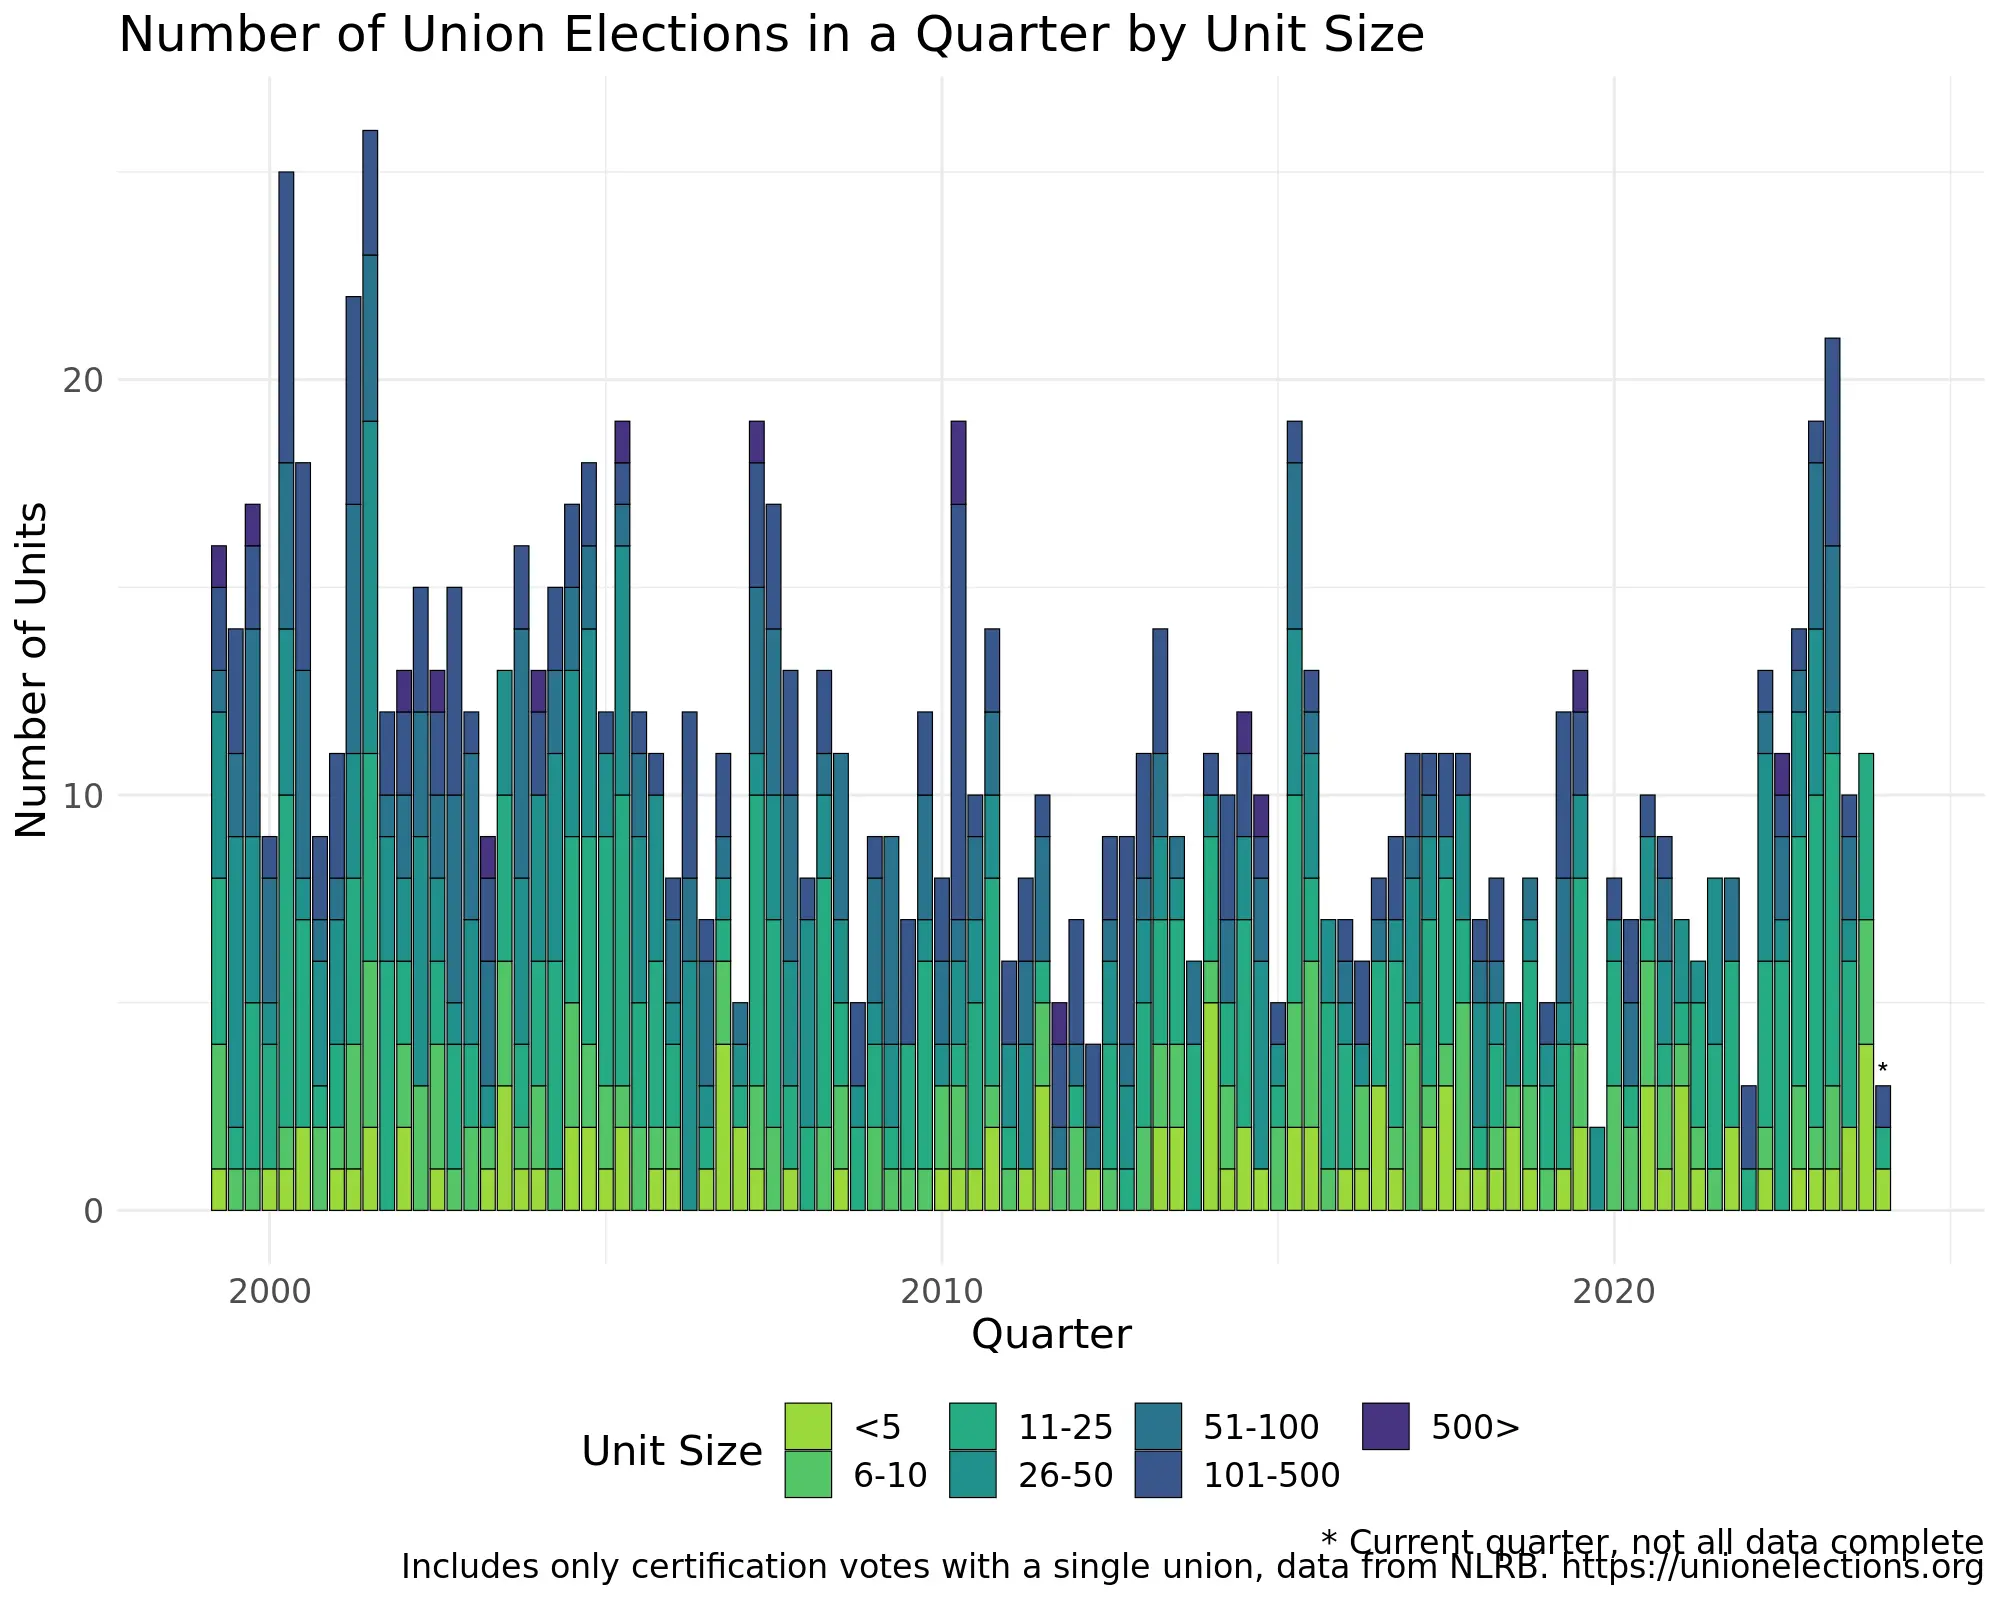 Number of Union Elections in a Quarter by Unit Size
Number of Units
20
10
0
*
2000 2010 2020
Quarter
Unit Size
<5 11-25 51-100 500>
6-10 26-50 101-500
* Current quarter, not all data complete
Includes only certification votes with a single union, data from NLRB. https://unionelections.org